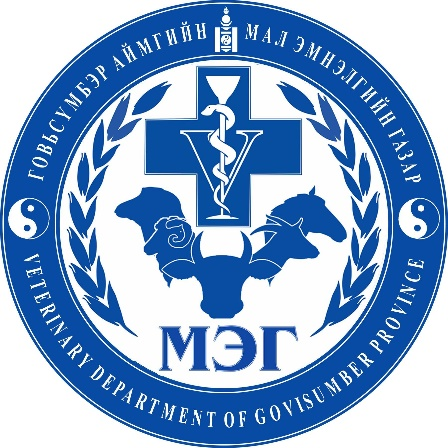 ГОВЬСҮМБЭР АЙМГИЙН МАЛ ЭМНЭЛГИЙН ГАЗАР
V
МЭГ
VETERINARY DEPARTMENT OF GOVISUMBER PROVINCE